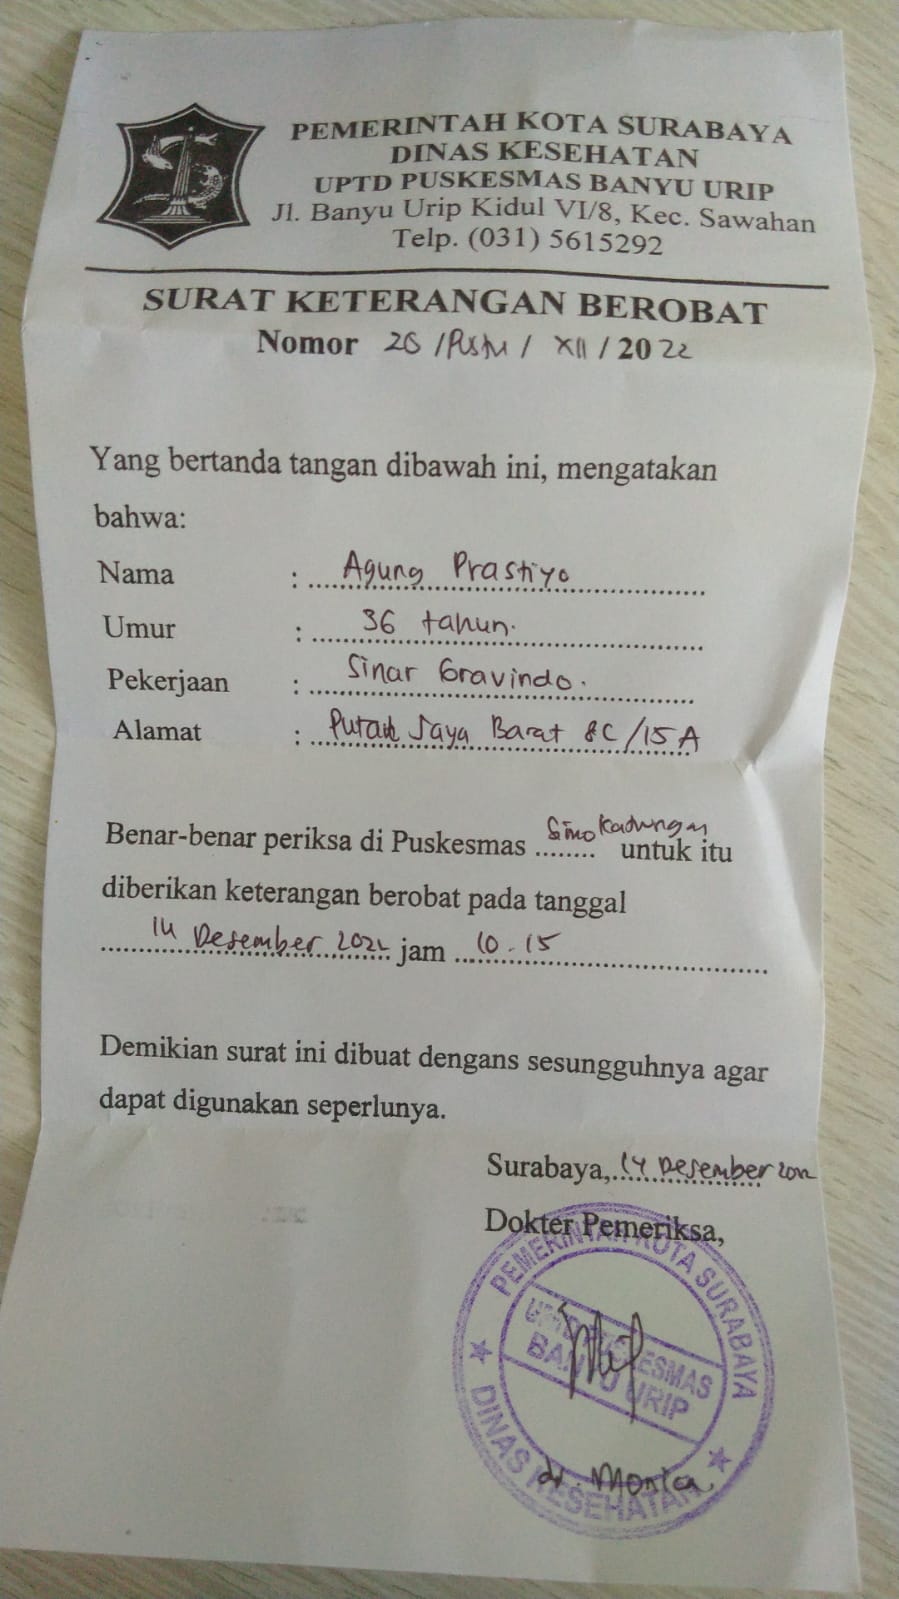 PEMERINTAH KOTA SURABAYA
DINAS KESEHATAN
UPTD PUSKESMAS BANYU URIP
Jl. Banyu Urip Kidul VI/8, Kec. Sawahan
Telp. (031) 5615292
SURAT KETERANGAN BEROBAT
Nomor 26 /Pustu / XII / 2022
Yang bertanda tangan dibawah ini, mengatakan
bahwa:
Nama : Agung Prastiyo
Umur : 36 tahun.
Pekerjaan : Sinar Gravindo.
Alamat : Putat Jaya Barat 8C/15A
Benar-benar periksa di Puskesmas Simo Kadungan untuk itu
diberikan keterangan berobat pada tanggal
14 Desember 2022 jam 10.15
Demikian surat ini dibuat dengans sesungguhnya agar
dapat digunakan seperlunya.
Surabaya, 14 Desember 2022
Dokter Pemeriksa,
PEMERINTAH KOTA SURABAYA
UPTD PUSKESMAS
BANYU URIP
DINAS KESEHATAN
dr. Monica